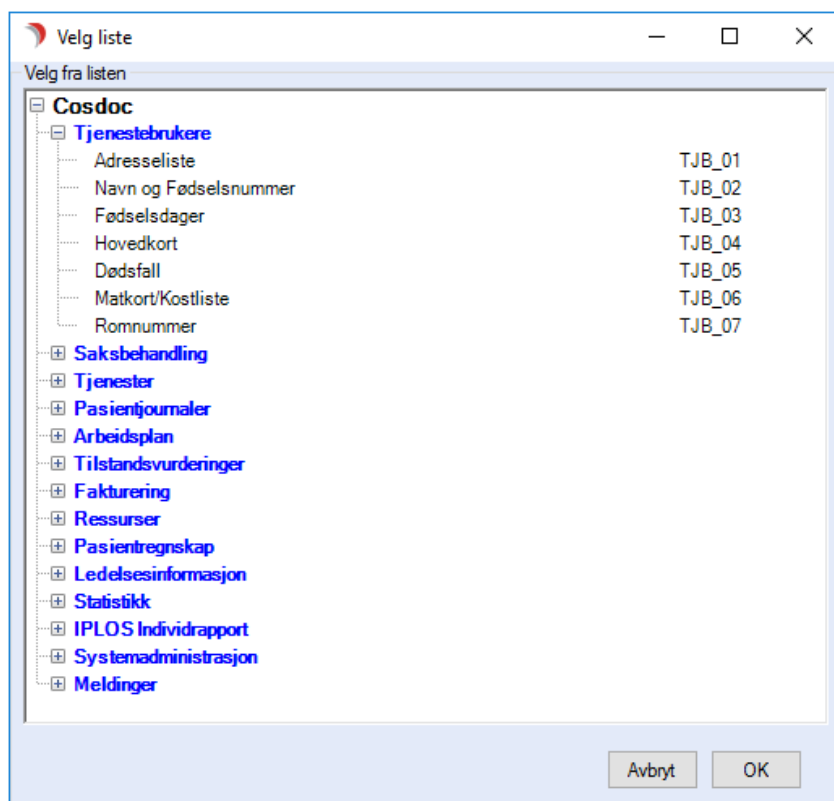 Velg liste
Velg fra listen
Cosdoc
Tjenestebrukere
Adresseliste TJB_01
Navn og Fødselsnummer TJB_02
Fødselsdager TJB_03
Hovedkort TJB_04
Dødsfall TJB_05
Matkort/Kostliste TJB_06
Romnummer TJB_07
Saksbehandling
Tjenester
Pasientjournaler
Arbeidsplan
Tilstandsvurderinger
Fakturering
Ressurser
Pasientregnskap
Ledelsesinformasjon
Statistikk
IPLOS Individrapport
Systemadministrasjon
Meldinger
Avbryt OK